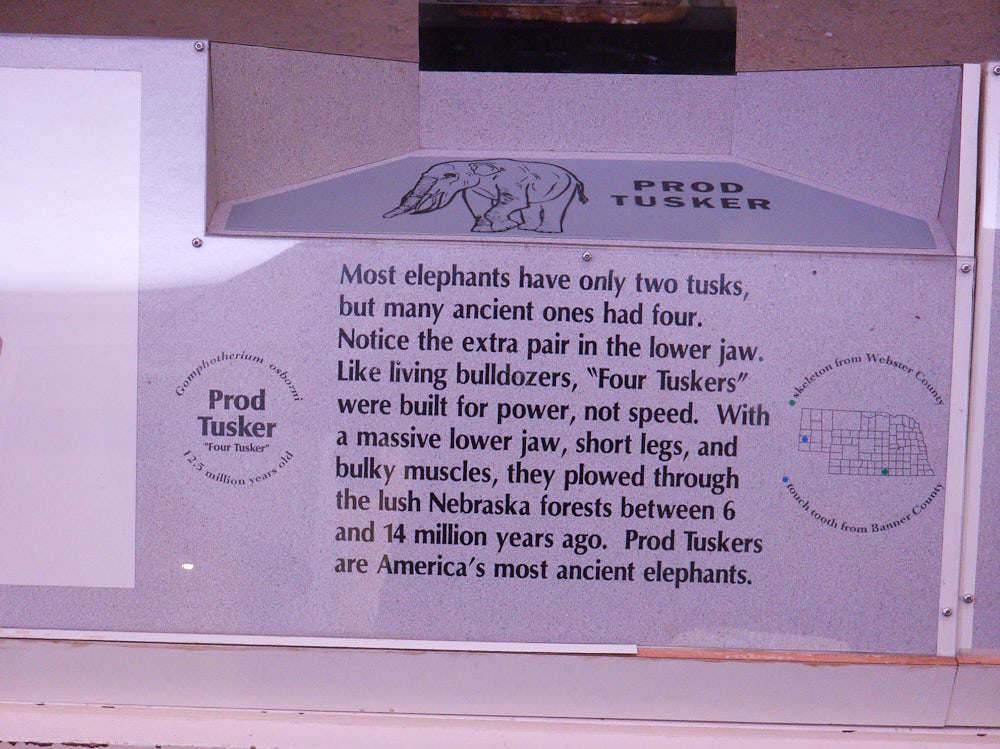 PROD
TUSKER
Most elephants have only two tusks,
but many ancient ones had four.
Notice the extra pair in the lower jaw.
Like living bulldozers, “Four Tuskers”
were built for power, not speed. With
a massive lower jaw, short legs, and
bulky muscles, they plowed through
the lush Nebraska forests between 6
and 14 million years ago. Prod Tuskers
are America's most ancient elephants.
Gomphotherium osborni
Prod
Tusker
"Four Tusker"
12.5 million years old
skeleton from Webster County
touch tooth from Banner County